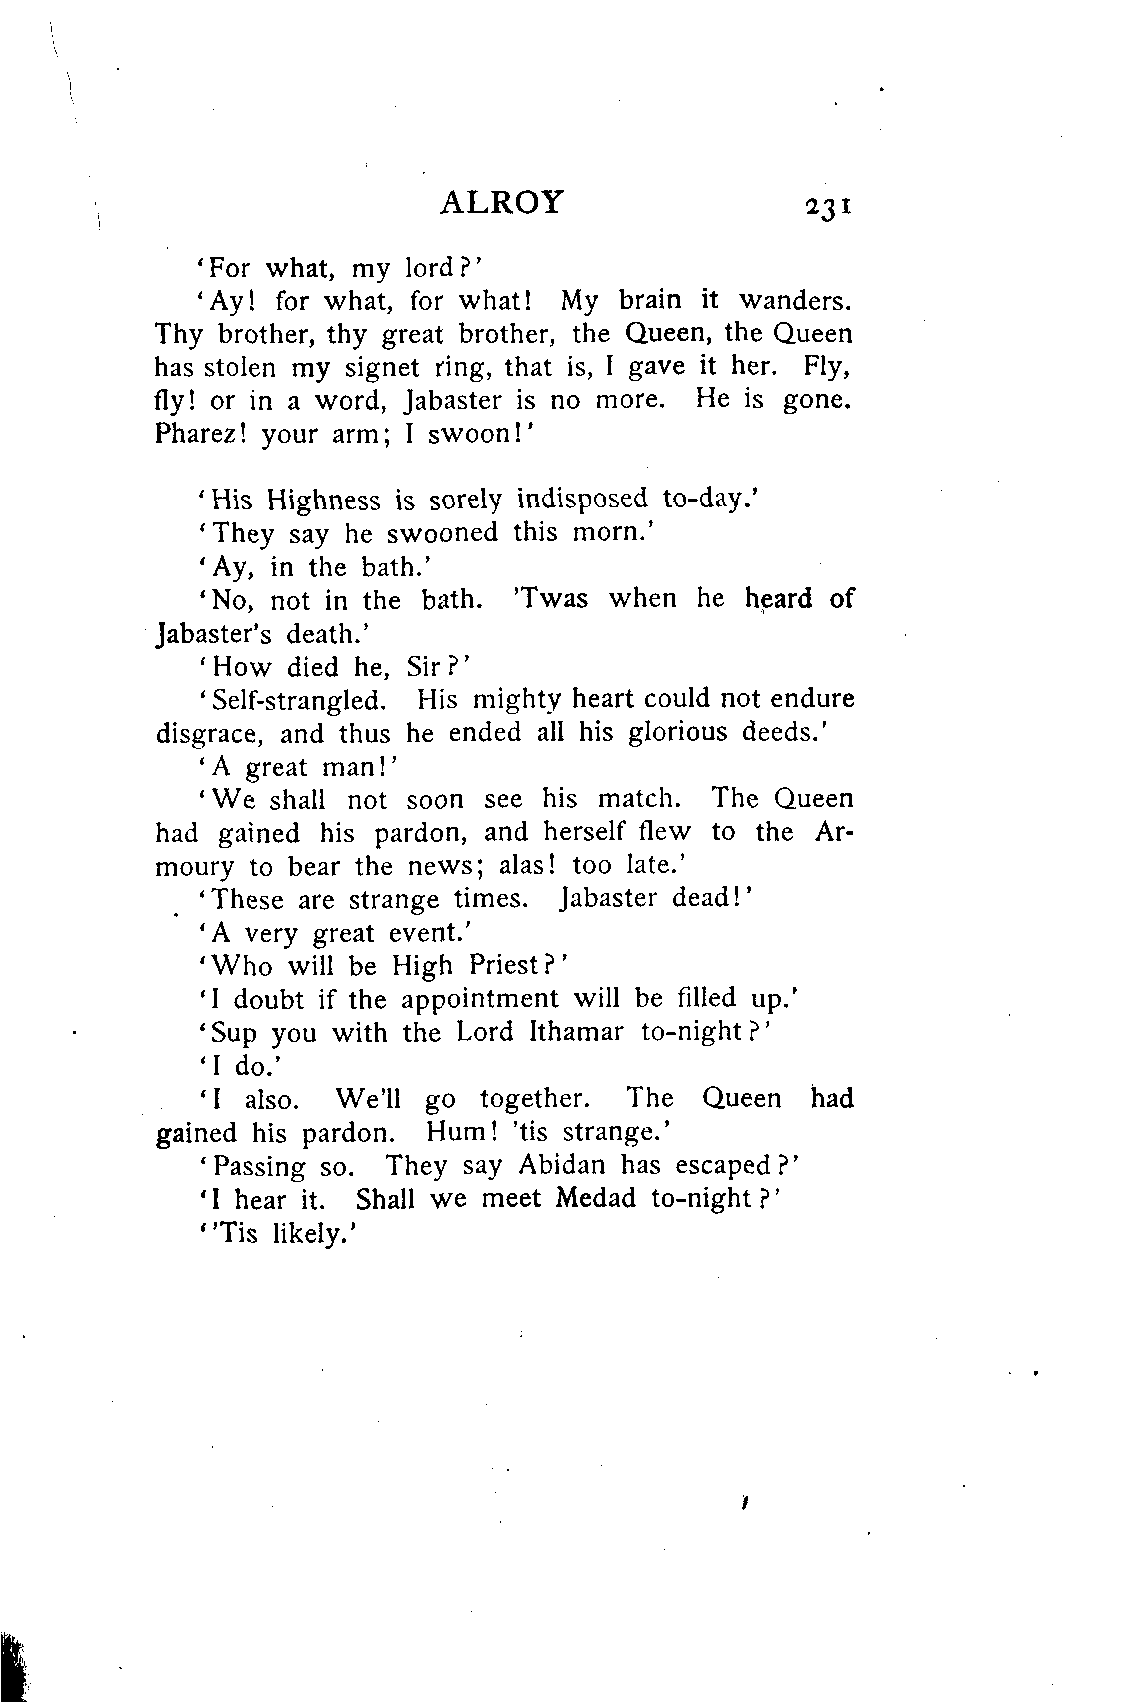 ALROY 231
‘For what, my lord?’
‘Ay! for what, for what! My brain it wanders.
Thy brother, thy great brother, the Queen, the Queen
has stolen my signet ring, that is, I gave it her. Fly,
fly! or in a word, Jabaster is no more. He is gone.
Pharez! your arm; I swoon!’
‘His Highness is sorely indisposed to-day.’
‘They say he swooned this morn.’
‘Ay, in the bath.’
‘No, not in the bath. ’Twas when he heard of
Jabaster’s death.’
‘How died he, Sir?’
‘Self-strangled. His mighty heart could not endure
disgrace, and thus he ended all his glorious deeds.’
‘A great man!’
‘We shall not soon see his match. The Queen
had gained his pardon, and herself flew to the Ar-
moury to bear the news; alas! too late.’
‘These are strange times. Jabaster dead!’
‘A very great event.’
‘Who will be High Priest?’
‘I doubt if the appointment will be filled up.’
‘Sup you with the Lord Ithamar to-night?’
‘I do.’
‘I also. We’ll go together. The Queen had
gained his pardon. Hum! ’tis strange.’
‘Passing so. They say Abidan has escaped?’
‘I hear it. Shall we meet Medad to-night?’
‘’Tis likely.’